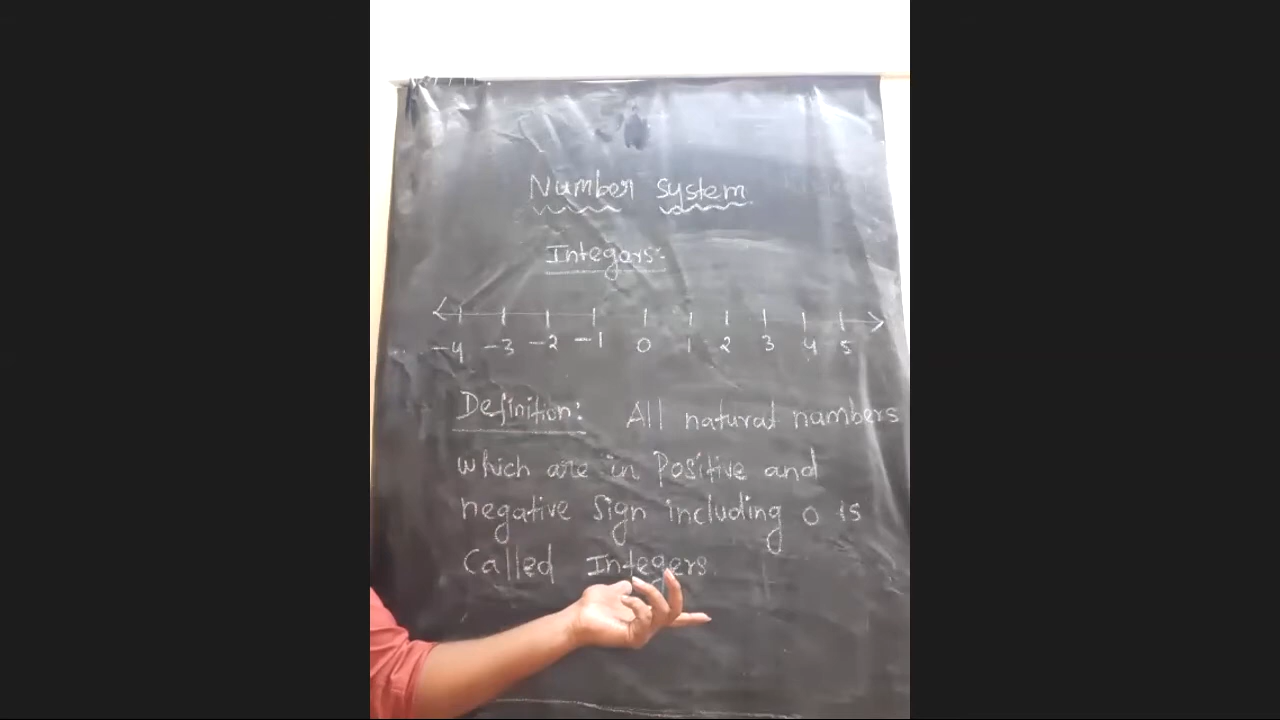 Number system
Integars:-
-4 -3 -2 -1 0 1 2 3 4 5
Definition: All natural numbers
which are in Positive and
negative Sign including 0 is
Called Integers.